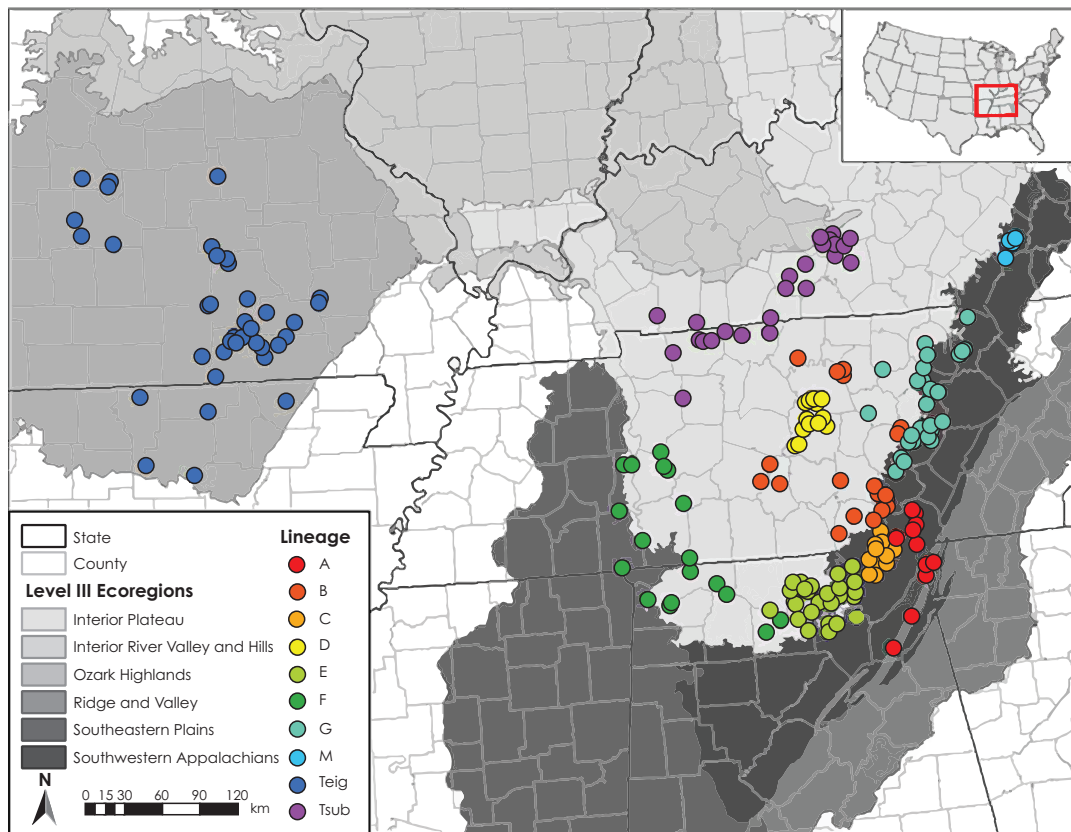 State
County
Level III Ecoregions
Interior Plateau
Interior River Valley and Hills
Ozark Highlands
Ridge and Valley
Southeastern Plains
Southwestern Appalachians
N
0 15 30 60 90 120
km
Lineage
A
B
C
D
E
F
G
M
Teig
Tsub